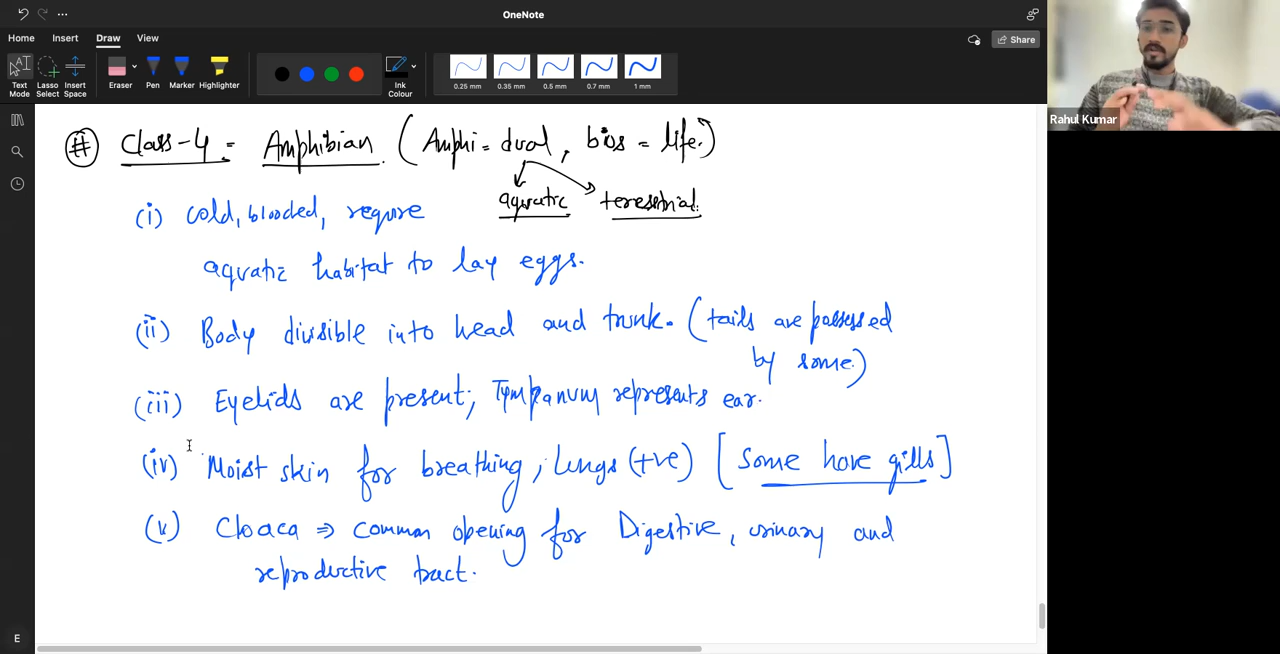 OneNote
Home Insert Draw View
Share
Text Mode Lasso Select Insert Space Eraser Pen Marker Highlighter Ink Colour 0.25 mm 0.35 mm 0.5 mm 0.7 mm 1 mm
Rahul Kumar
# Class-4 = Amphibian. (Amphi = dual, bios = life.)
aquatic teresstrial.
(i) cold, blooded, require
aquatic habitat to lay eggs.
(ii) Body divisible into head and trunk. (tails are possessed
by some.)
(iii) Eyelids are present; Tympanum represents ear.
(iv) Moist skin for breathing, lungs (+ve) [some have gills]
(v) Cloaca ⇒ common opening for Digestive, urinary and
reproductive tract.
E